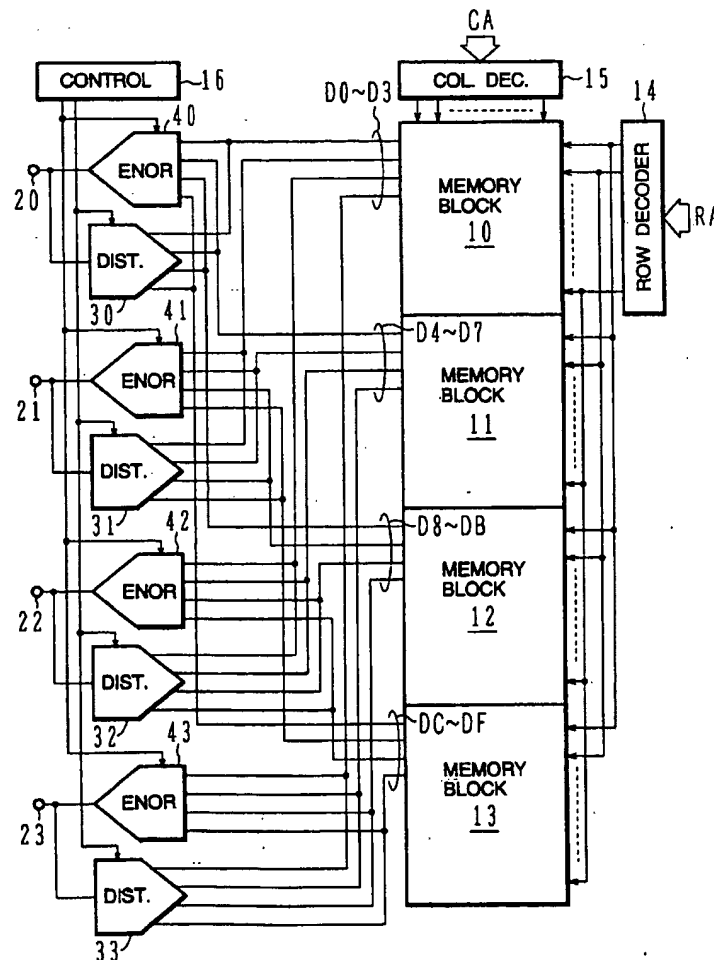 CA
CONTROL
16
COL. DEC.
15
D0~D3
14
40
ENOR
20
MEMORY
BLOCK
10
ROW DECODER
RA
DIST.
30
41
D4~D7
ENOR
21
MEMORY
BLOCK
11
DIST.
31
42
D8~DB
ENOR
22
MEMORY
BLOCK
12
DIST.
32
43
DC~DF
ENOR
23
MEMORY
BLOCK
13
DIST.
33